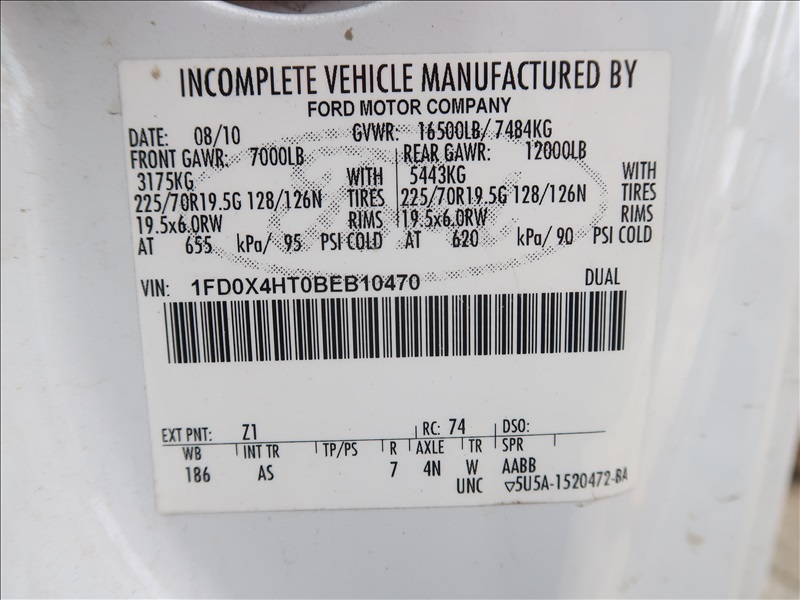 INCOMPLETE VEHICLE MANUFACTURED BY
FORD MOTOR COMPANY
DATE: 08/10 GVWR: 16500LB/ 7484KG
FRONT GAWR: 7000LB REAR GAWR: 12000LB
3175KG WITH 5443KG WITH
225/70R19.5G 128/126N TIRES 225/70R19.5G 128/126N TIRES
19.5x6.0RW RIMS 19.5x6.0RW RIMS
AT 655 kPa/ 95 PSI COLD AT 620 kPa/ 90 PSI COLD
VIN: 1FD0X4HT0BEB10470 DUAL
EXT PNT: Z1 RC: 74 DSO:
WB INT TR TP/PS R AXLE TR SPR
186 AS 7 4N W AABB
UNC ▽5U5A-1520472-BA